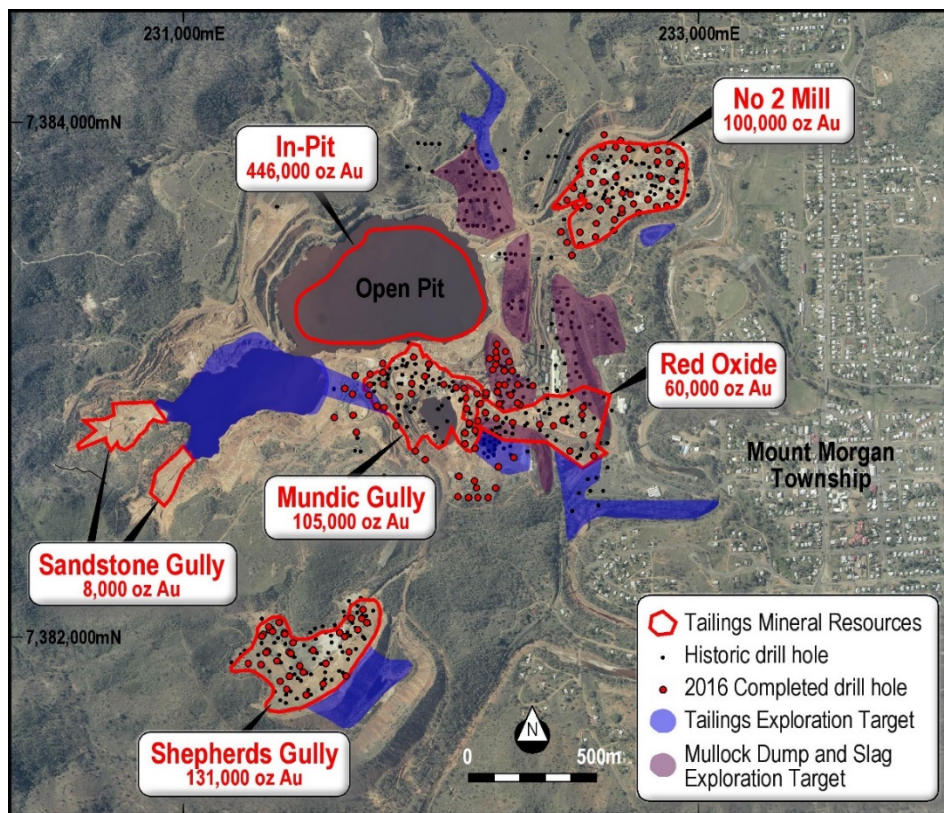 231,000mE
233,000mE
7,384,000mN
No 2 Mill
100,000 oz Au
In-Pit
446,000 oz Au
Open Pit
Red Oxide
60,000 oz Au
Mount Morgan
Township
Mundic Gully
105,000 oz Au
Sandstone Gully
8,000 oz Au
7,382,000mN
Shepherds Gully
131,000 oz Au
N
0
500m
Tailings Mineral Resources
Historic drill hole
2016 Completed drill hole
Tailings Exploration Target
Mullock Dump and Slag
Exploration Target